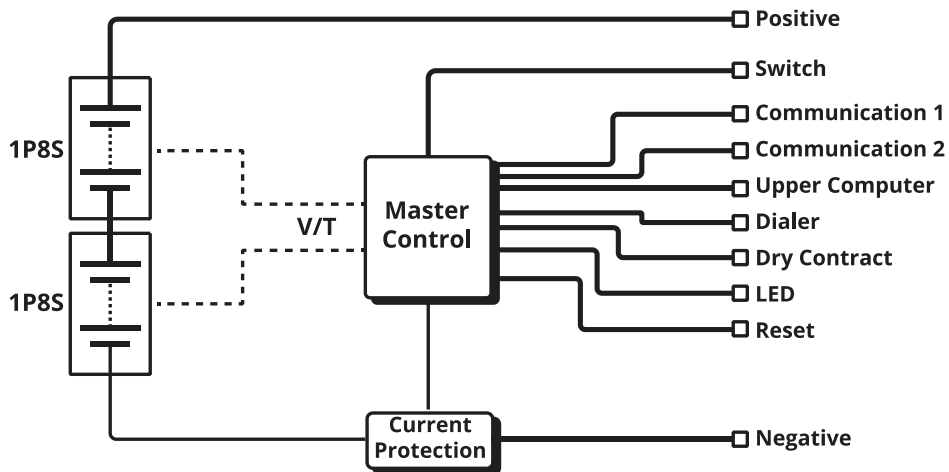 Positive
Switch
Communication 1
1P8S
Communication 2
Upper Computer
Master
Control
V/T
Dialer
Dry Contract
1P8S
LED
Reset
Current
Protection
Negative